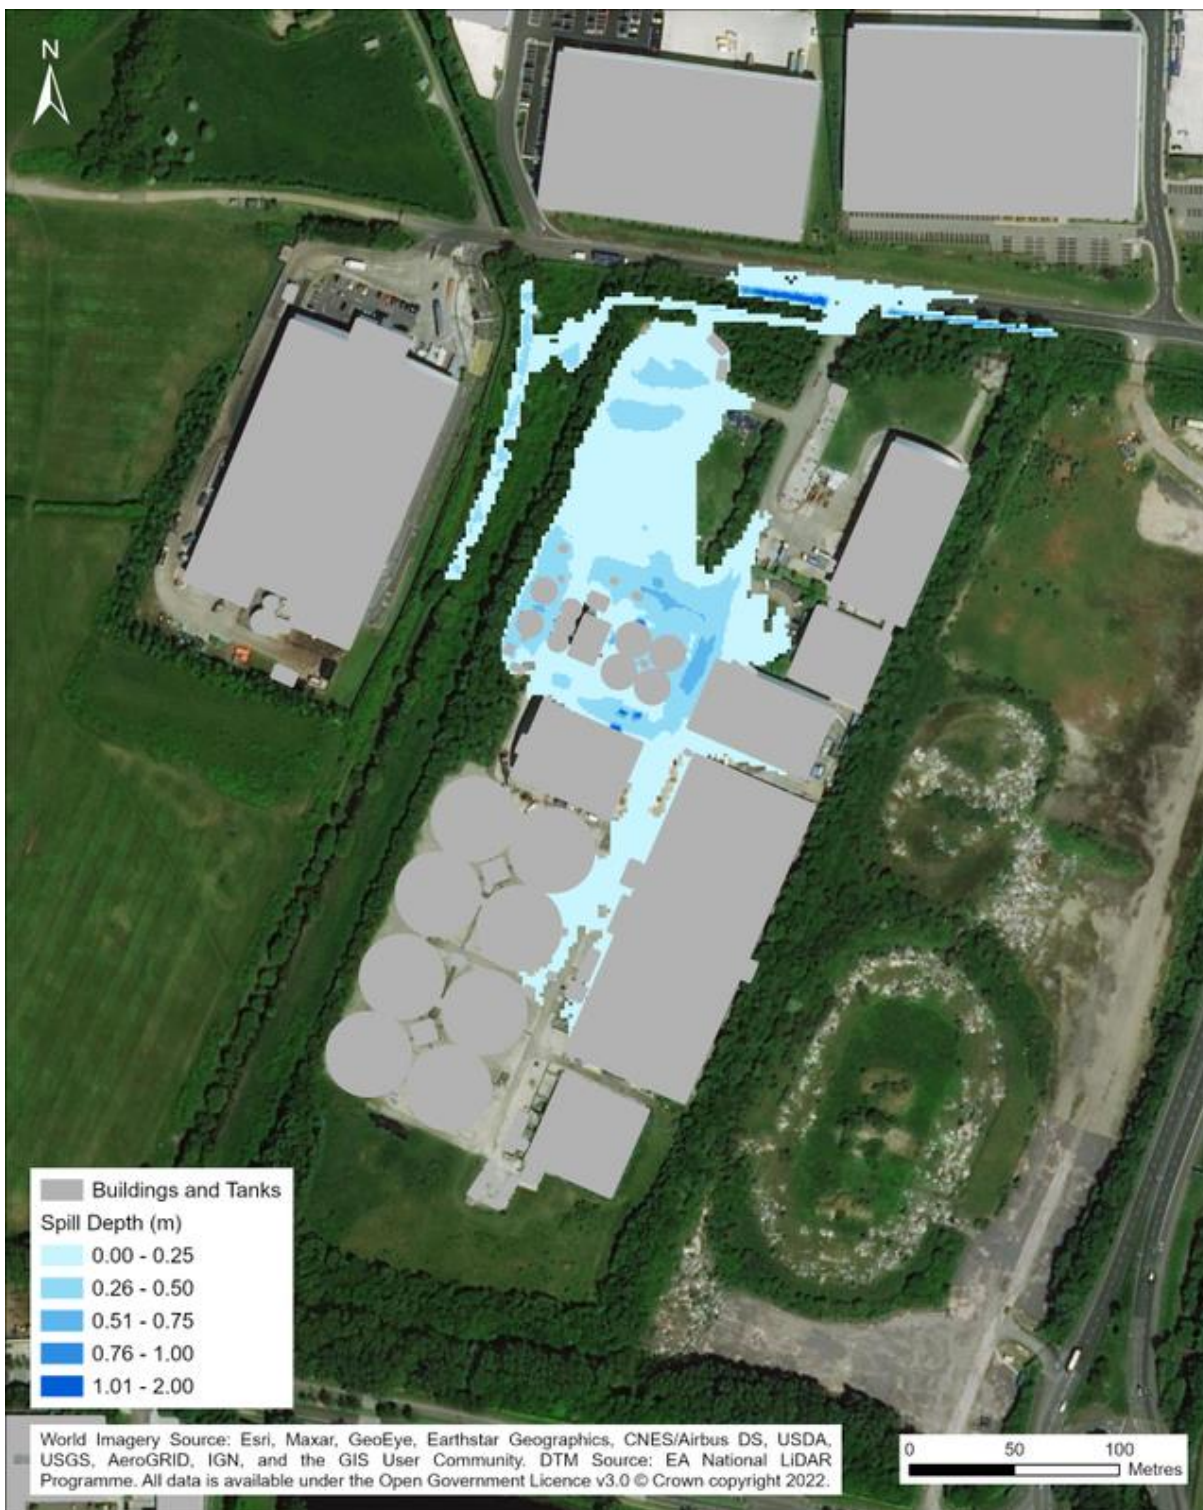 N
Buildings and Tanks
Spill Depth (m)
0.00 - 0.25
0.26 - 0.50
0.51 - 0.75
0.76 - 1.00
1.01 - 2.00
World Imagery Source: Esri, Maxar, GeoEye, Earthstar Geographics, CNES/Airbus DS, USDA,
USGS, AeroGRID, IGN, and the GIS User Community. DTM Source: EA National LiDAR
Programme. All data is available under the Open Government Licence v3.0 © Crown copyright 2022.
0 50 100
Metres